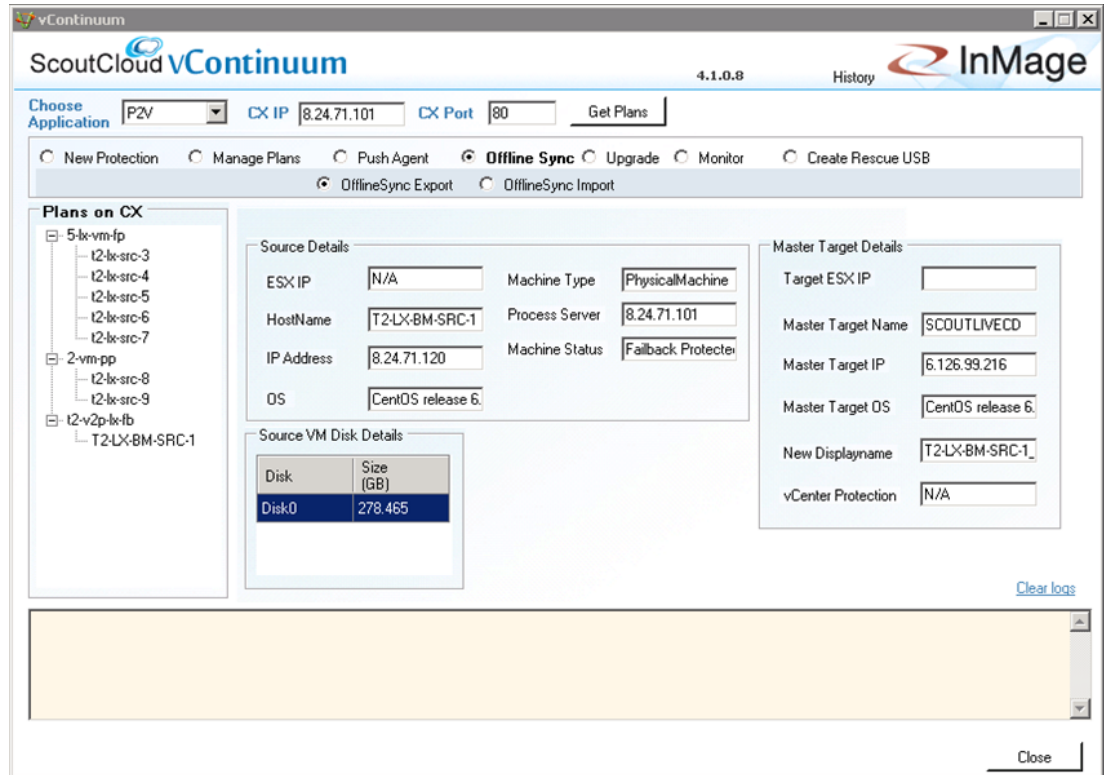 vContinuum
ScoutCloud vContinuum
4.1.0.8
History
InMage
Choose Application
P2V
CX IP
8.24.71.101
CX Port
80
Get Plans
New Protection
Manage Plans
Push Agent
Offline Sync
Upgrade
Monitor
Create Rescue USB
OfflineSync Export
OfflineSync Import
Plans on CX
5-lx-vm-fp
t2-lx-src-3
t2-lx-src-4
t2-lx-src-5
t2-lx-src-6
t2-lx-src-7
2-vm-pp
t2-lx-src-8
t2-lx-src-9
t2-v2p-lx-fb
T2-LX-BM-SRC-1
Source Details
ESX IP
N/A
HostName
T2-LX-BM-SRC-1
IP Address
8.24.71.120
OS
CentOS release 6.
Machine Type
PhysicalMachine
Process Server
8.24.71.101
Machine Status
Failback Protected
Source VM Disk Details
Disk
Size (GB)
Disk0
278.465
Master Target Details
Target ESX IP
Master Target Name
SCOUTLIVECD
Master Target IP
6.126.99.216
Master Target OS
CentOS release 6.
New Displayname
T2-LX-BM-SRC-1_
vCenter Protection
N/A
Clear logs
Close